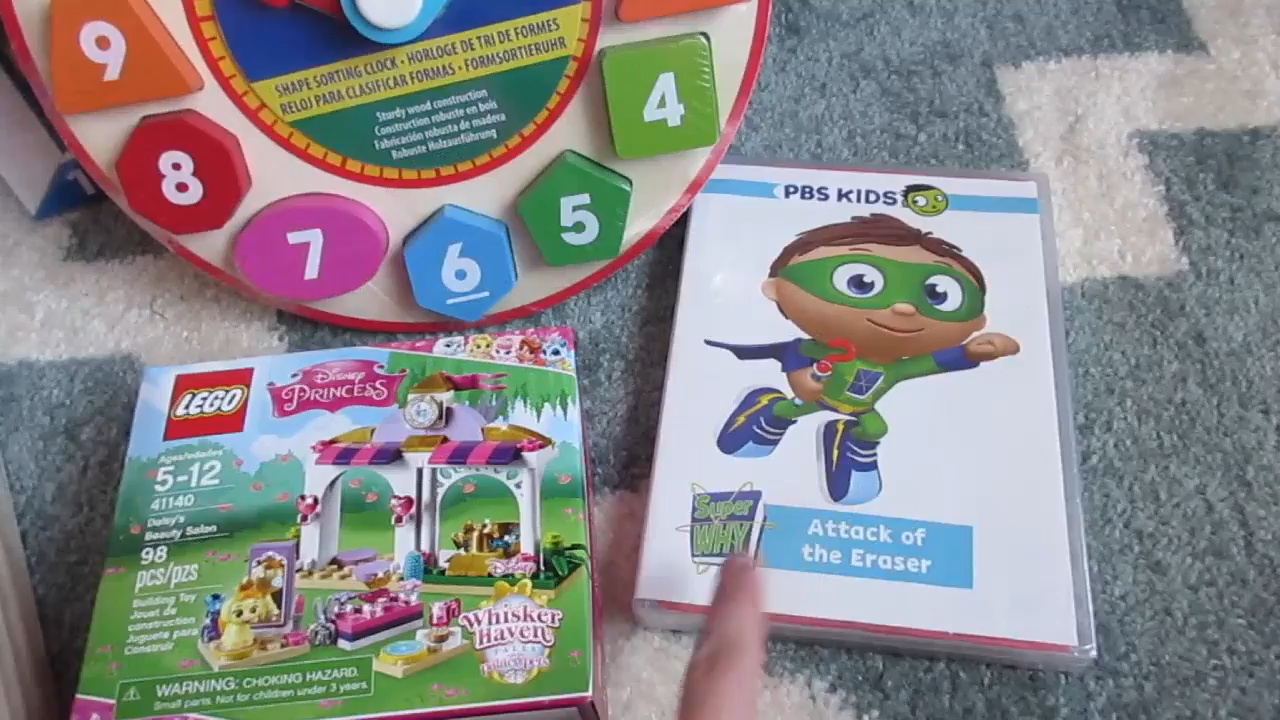 9
8
7
6
5
4
SHAPE SORTING CLOCK • HORLOGE DE TRI DE FORMES
RELOJ PARA CLASIFICAR FORMAS • FORMSORTIERUHR
Sturdy wood construction
Construction robuste en bois
Fabricación robusta de madera
Robuste Holzausführung
PBS KIDS
Super
WHY
Attack of
the Eraser
LEGO
Disney
PRINCESS
Ages/edades
5-12
41140
Daisy's
Beauty Salon
98
pcs/pzs
Building Toy
Jouet de
construction
Juguete para
Construir
Disney
Whisker
Haven
TALES
WARNING: CHOKING HAZARD.
Small parts. Not for children under 3 years.